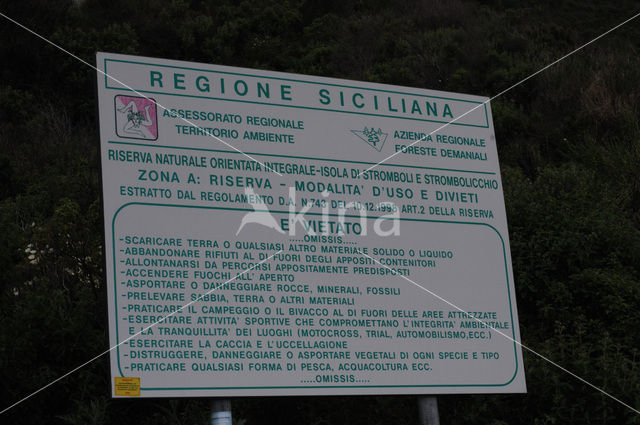 REGIONE SICILIANA
ASSESSORATO REGIONALE
TERRITORIO AMBIENTE
AZIENDA REGIONALE
FORESTE DEMANIALI
RISERVA NATURALE ORIENTATA INTEGRALE-ISOLA DI STROMBOLI E STROMBOLICCHIO
ZONA A: RISERVA - MODALITA' D'USO E DIVIETI
ESTRATTO DAL REGOLAMENTO D.A. N.743 DEL 10.12.1998 ART.2 DELLA RISERVA
akina
E' VIETATO
.....OMISSIS.....
-SCARICARE TERRA O QUALSIASI ALTRO MATERIALE SOLIDO O LIQUIDO
-ABBANDONARE RIFIUTI AL DI FUORI DEGLI APPOSITI CONTENITORI
-ALLONTANARSI DA PERCORSI APPOSITAMENTE PREDISPOSTI
-ACCENDERE FUOCHI ALL' APERTO
-ASPORTARE O DANNEGGIARE ROCCE, MINERALI, FOSSILI
-PRELEVARE SABBIA, TERRA O ALTRI MATERIALI
-PRATICARE IL CAMPEGGIO O IL BIVACCO AL DI FUORI DELLE AREE ATTREZZATE
-ESERCITARE ATTIVITA' SPORTIVE CHE COMPROMETTANO L'INTEGRITA' AMBIENTALE
E LA TRANQUILLITA' DEI LUOGHI (MOTOCROSS, TRIAL, AUTOMOBILISMO,ECC.)
-ESERCITARE LA CACCIA E L'UCCELLAGIONE
-DISTRUGGERE, DANNEGGIARE O ASPORTARE VEGETALI DI OGNI SPECIE E TIPO
-PRATICARE QUALSIASI FORMA DI PESCA, ACQUACOLTURA ECC.
.....OMISSIS.....